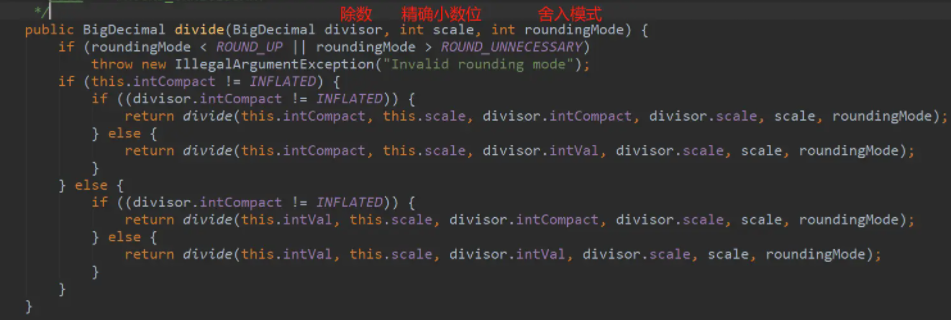 */
除数 精确小数位 舍入模式
public BigDecimal divide(BigDecimal divisor, int scale, int roundingMode) {
    if (roundingMode < ROUND_UP || roundingMode > ROUND_UNNECESSARY)
        throw new IllegalArgumentException("Invalid rounding mode");
    if (this.intCompact != INFLATED) {
        if ((divisor.intCompact != INFLATED)) {
            return divide(this.intCompact, this.scale, divisor.intCompact, divisor.scale, scale, roundingMode);
        } else {
            return divide(this.intCompact, this.scale, divisor.intVal, divisor.scale, scale, roundingMode);
        }
    } else {
        if ((divisor.intCompact != INFLATED)) {
            return divide(this.intVal, this.scale, divisor.intCompact, divisor.scale, scale, roundingMode);
        } else {
            return divide(this.intVal, this.scale, divisor.intVal, divisor.scale, scale, roundingMode);
        }
    }
}